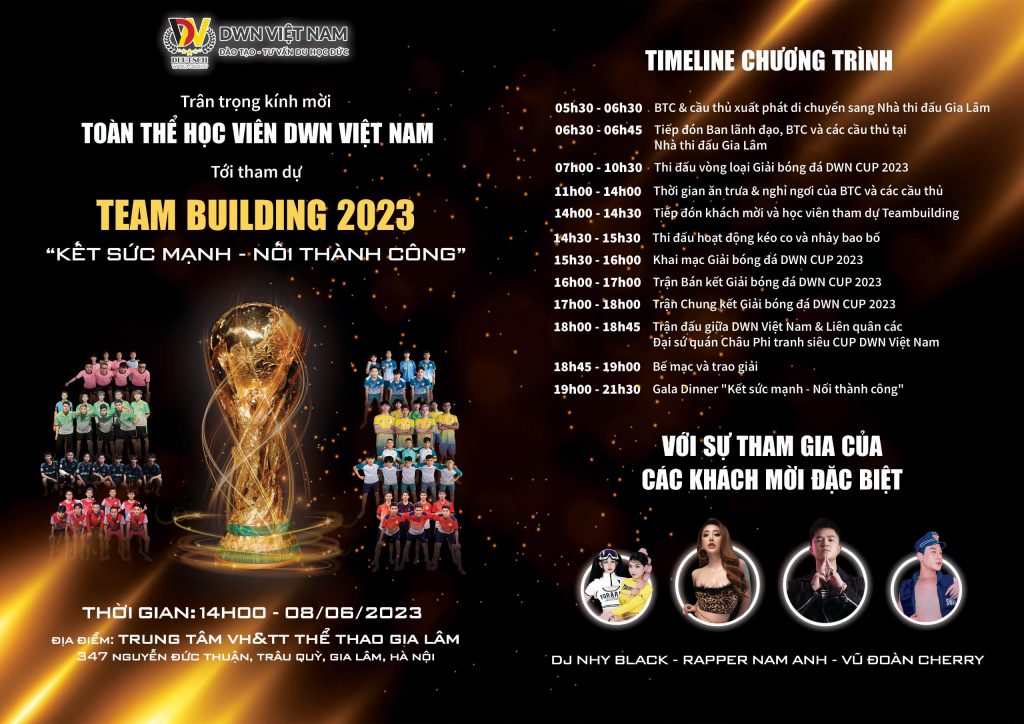 DWN VIỆT NAM
ĐÀO TẠO - TƯ VẤN DU HỌC ĐỨC
DEUTSCH
Trân trọng kính mời
TOÀN THỂ HỌC VIÊN DWN VIỆT NAM
Tới tham dự
TEAM BUILDING 2023
“KẾT SỨC MẠNH - NỐI THÀNH CÔNG”
THỜI GIAN: 14H00 - 08/06/2023
ĐỊA ĐIỂM: TRUNG TÂM VH&TT THỂ THAO GIA LÂM
347 NGUYỄN ĐỨC THUẬN, TRÂU QUỲ, GIA LÂM, HÀ NỘI
TIMELINE CHƯƠNG TRÌNH
05h30 - 06h30 BTC & cầu thủ xuất phát di chuyển sang Nhà thi đấu Gia Lâm
06h30 - 06h45 Tiếp đón Ban lãnh đạo, BTC và các cầu thủ tại
Nhà thi đấu Gia Lâm
07h00 - 10h30 Thi đấu vòng loại Giải bóng đá DWN CUP 2023
11h00 - 14h00 Thời gian ăn trưa & nghỉ ngơi của BTC và các cầu thủ
14h00 - 14h30 Tiếp đón khách mời và học viên tham dự Teambuilding
14h30 - 15h30 Thi đấu hoạt động kéo co và nhảy bao bố
15h30 - 16h00 Khai mạc Giải bóng đá DWN CUP 2023
16h00 - 17h00 Trận Bán kết Giải bóng đá DWN CUP 2023
17h00 - 18h00 Trận Chung kết Giải bóng đá DWN CUP 2023
18h00 - 18h45 Trận đấu giữa DWN Việt Nam & Liên quân các
Đại sứ quán Châu Phi tranh siêu CUP DWN Việt Nam
18h45 - 19h00 Bế mạc và trao giải
19h00 - 21h30 Gala Dinner "Kết sức mạnh - Nối thành công"
VỚI SỰ THAM GIA CỦA
CÁC KHÁCH MỜI ĐẶC BIỆT
DJ NHY BLACK - RAPPER NAM ANH - VŨ ĐOÀN CHERRY